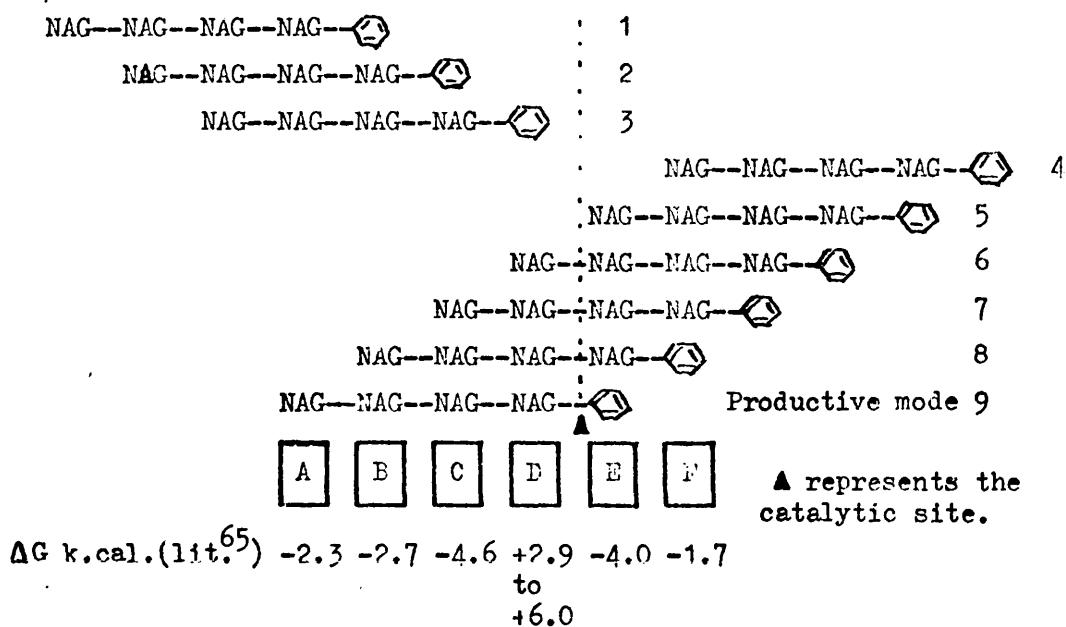 NAG--NAG--NAG--NAG-- 1
NAG--NAG--NAG--NAG-- 2
NAG--NAG--NAG--NAG-- 3
NAG--NAG--NAG--NAG-- 4
NAG--NAG--NAG--NAG-- 5
NAG--NAG--NAG--NAG-- 6
NAG--NAG--NAG--NAG-- 7
NAG--NAG--NAG--NAG-- 8
NAG--NAG--NAG--NAG-- Productive mode 9
A B C D E F
▲ represents the
catalytic site.
ΔG k.cal.(lit.65) -2.3 -2.7 -4.6 +2.9 -4.0 -1.7
to
+6.0